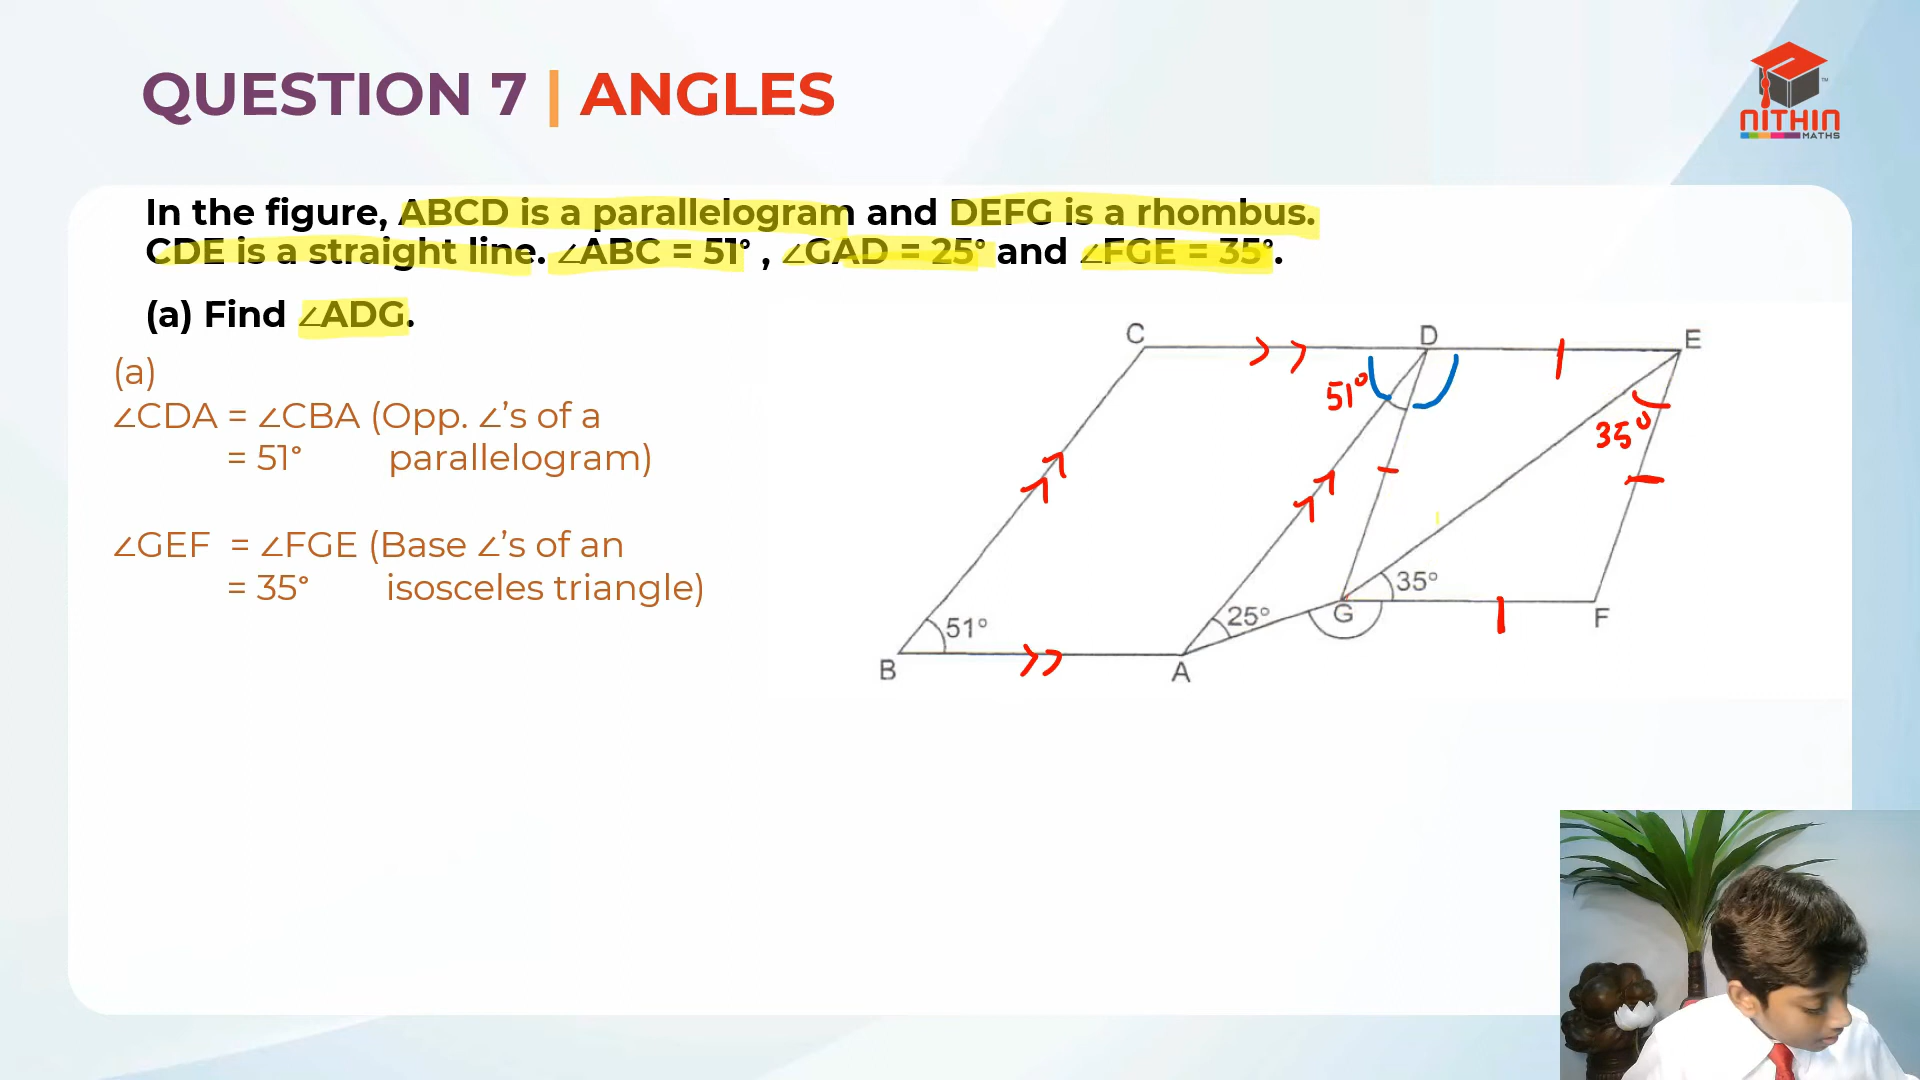 QUESTION 7 | ANGLES
NITHIN
MATHS
TM
In the figure, ABCD is a parallelogram and DEFG is a rhombus.
CDE is a straight line. ∠ABC = 51° , ∠GAD = 25° and ∠FGE = 35°.
(a) Find ∠ADG.
(a)
∠CDA = ∠CBA (Opp. ∠’s of a
= 51° parallelogram)
∠GEF = ∠FGE (Base ∠’s of an
= 35° isosceles triangle)
C
D
E
51°
35°
35°
G
F
25°
51°
B
A